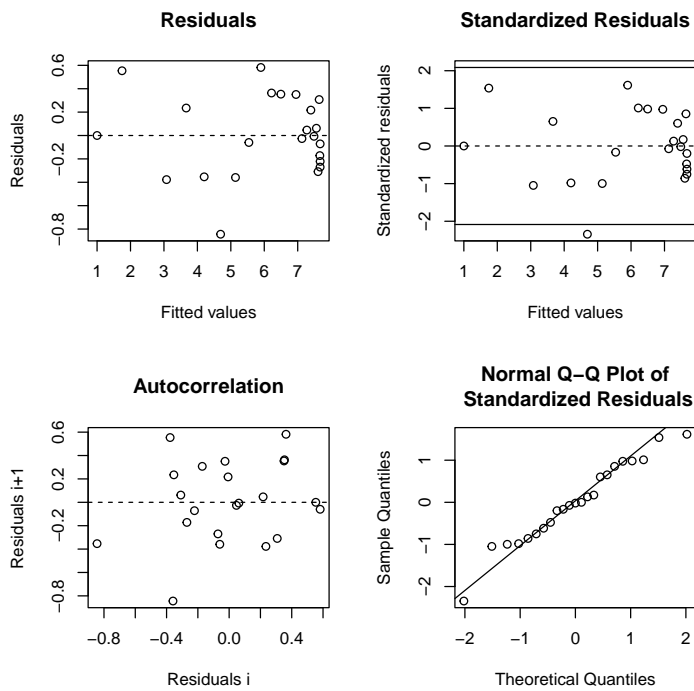 Residuals
Residuals
0.6
0.2
−0.2
−0.8
1 2 3 4 5 6 7
Fitted values
Standardized Residuals
Standardized residuals
2
1
0
−1
−2
1 2 3 4 5 6 7
Fitted values
Autocorrelation
Residuals i+1
0.6
0.2
−0.2
−0.8
−0.8 −0.4 0.0 0.4
Residuals i
Normal Q−Q Plot of
Standardized Residuals
Sample Quantiles
1
0
−1
−2
−2 −1 0 1 2
Theoretical Quantiles